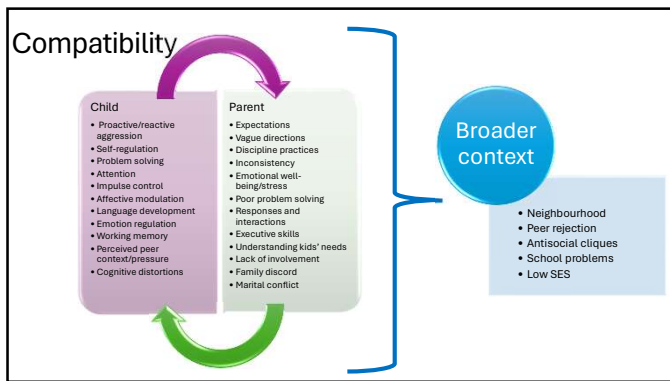 Compatibility
Child
• Proactive/reactive
aggression
• Self-regulation
• Problem solving
• Attention
• Impulse control
• Affective modulation
• Language development
• Emotion regulation
• Working memory
• Perceived peer
context/pressure
• Cognitive distortions
Parent
• Expectations
• Vague directions
• Discipline practices
• Inconsistency
• Emotional well-
being/stress
• Poor problem solving
• Responses and
interactions
• Executive skills
• Understanding kids' needs
• Lack of involvement
• Family discord
• Marital conflict
Broader
context
• Neighbourhood
• Peer rejection
• Antisocial cliques
• School problems
• Low SES